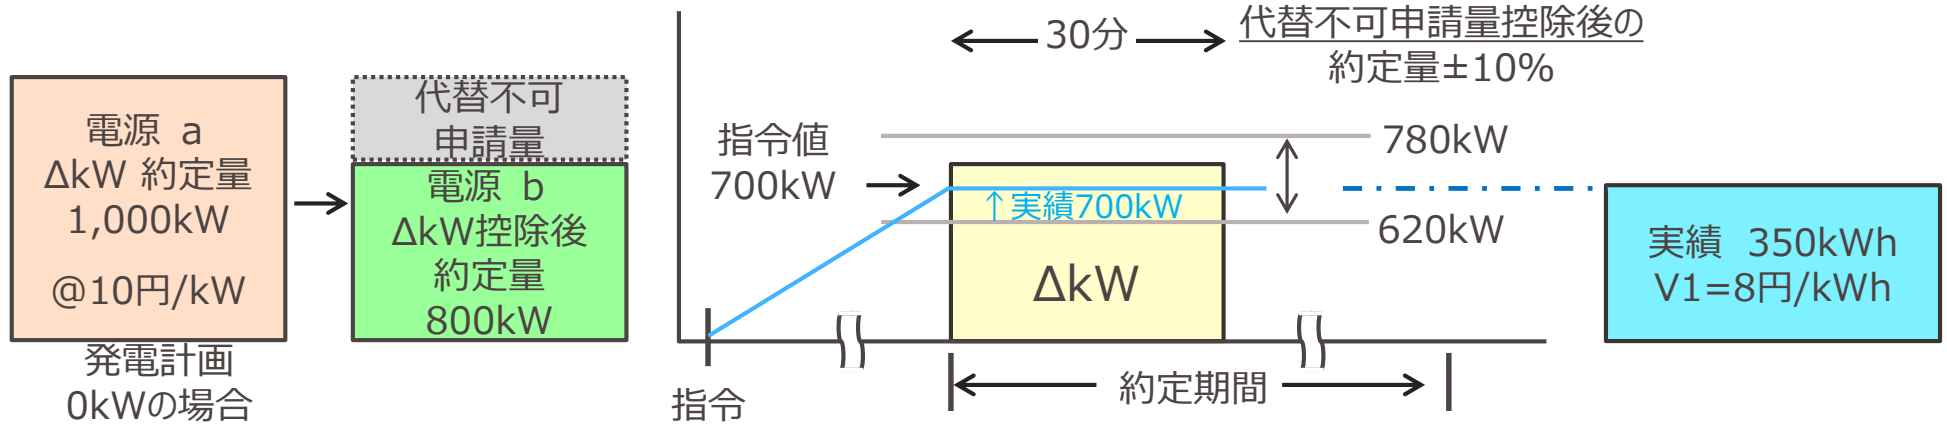 電源 a
ΔkW 約定量
1,000kW
@10円/kW
発電計画
0kWの場合
代替不可
申請量
電源 b
ΔkW控除後
約定量
800kW
30分
代替不可申請量控除後の
約定量±10%
指令値
700kW
780kW
↑実績700kW
620kW
ΔkW
約定期間
指令
実績 350kWh
V1=8円/kWh